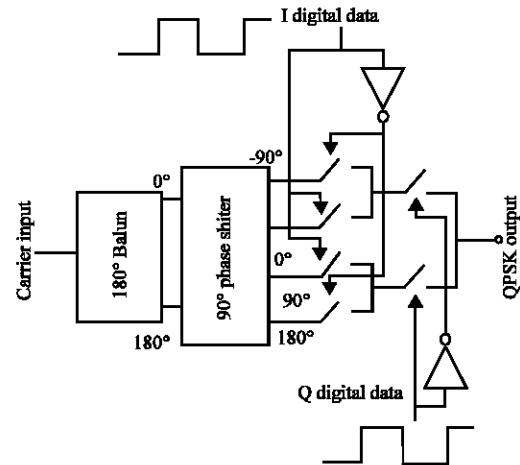 I digital data
-90°
0°
Carrier input
180° Balun
90° phase shiter
QPSK output
0°
90°
180°
180°
Q digital data